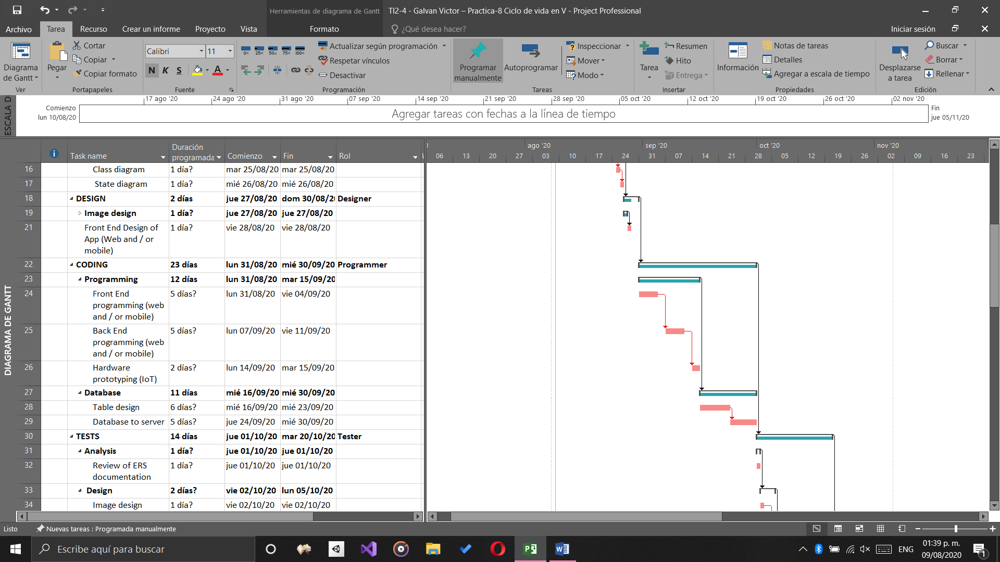 Herramientas de diagrama de Gantt
TI2-4 - Galvan Victor – Practica-8 Ciclo de vida en V - Project Professional
Archivo Tarea Recurso Crear un informe Proyecto Vista Formato ¿Qué desea hacer? Iniciar sesión
Diagrama de Gantt
Ver
Pegar
Cortar
Copiar
Copiar formato
Portapapeles
Calibri 11
N K S A
Fuente
0% 25% 50% 75% 100%
Actualizar según programación
Respetar vínculos
Desactivar
Programación
Programar manualmente
Autoprogramar
Inspeccionar
Mover
Modo
Tareas
Tarea
Resumen
Hito
Entrega
Insertar
Información
Notas de tareas
Detalles
Agregar a escala de tiempo
Propiedades
Desplazarse a tarea
Buscar
Borrar
Rellenar
Edición
ESCALA D
17 ago '20 24 ago '20 31 ago '20 07 sep '20 14 sep '20 21 sep '20 28 sep '20 05 oct '20 12 oct '20 19 oct '20 26 oct '20 02 nov '20
Comienzo
lun 10/08/20
Agregar tareas con fechas a la línea de tiempo
Fin
jue 05/11/20
DIAGRAMA DE GANTT
Task name Duración programada Comienzo Fin Rol
ago '20 sep '20 oct '20 nov '20
06 13 20 27 03 10 17 24 31 07 14 21 28 05 12 19 26 02 09 16 23
16 Class diagram 1 día? mar 25/08/20 mar 25/08/20
17 State diagram 1 día? mié 26/08/20 mié 26/08/20
18 DESIGN 2 días jue 27/08/20 dom 30/08/20 Designer
19 Image design 1 día? jue 27/08/20 jue 27/08/20
21 Front End Design of App (Web and / or mobile) 1 día? vie 28/08/20 vie 28/08/20
22 CODING 23 días lun 31/08/20 mié 30/09/20 Programmer
23 Programming 12 días lun 31/08/20 mar 15/09/20
24 Front End programming (web and / or mobile) 5 días? lun 31/08/20 vie 04/09/20
25 Back End programming (web and / or mobile) 5 días? lun 07/09/20 vie 11/09/20
26 Hardware prototyping (IoT) 2 días? lun 14/09/20 mar 15/09/20
27 Database 11 días mié 16/09/20 mié 30/09/20
28 Table design 6 días? mié 16/09/20 mié 23/09/20
29 Database to server 5 días? jue 24/09/20 mié 30/09/20
30 TESTS 14 días jue 01/10/20 mar 20/10/20 Tester
31 Analysis 1 día? jue 01/10/20 jue 01/10/20
32 Review of ERS documentation 1 día? jue 01/10/20 jue 01/10/20
33 Design 2 días? vie 02/10/20 lun 05/10/20
34 Image design 1 día? vie 02/10/20 vie 02/10/20
Listo Nuevas tareas : Programada manualmente
Escribe aquí para buscar
ENG
01:39 p. m.
09/08/2020
1